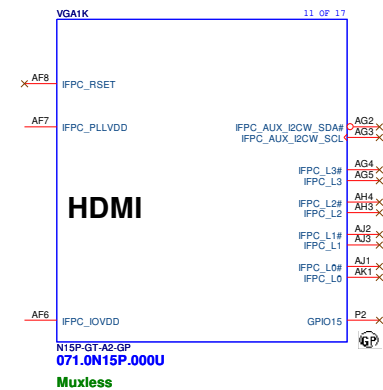 VGA1K 11 OF 17
AF8 IFPC_RSET
AF7 IFPC_PLLVDD
IFPC_AUX_I2CW_SDA# AG2
IFPC_AUX_I2CW_SCL AG3
IFPC_L3# AG4
IFPC_L3 AG5
IFPC_L2# AH4
IFPC_L2 AH3
HDMI
IFPC_L1# AJ2
IFPC_L1 AJ3
IFPC_L0# AJ1
IFPC_L0 AK1
AF6 IFPC_IOVDD GPIO15 P2
GP
N15P-GT-A2-GP
071.0N15P.000U
Muxless